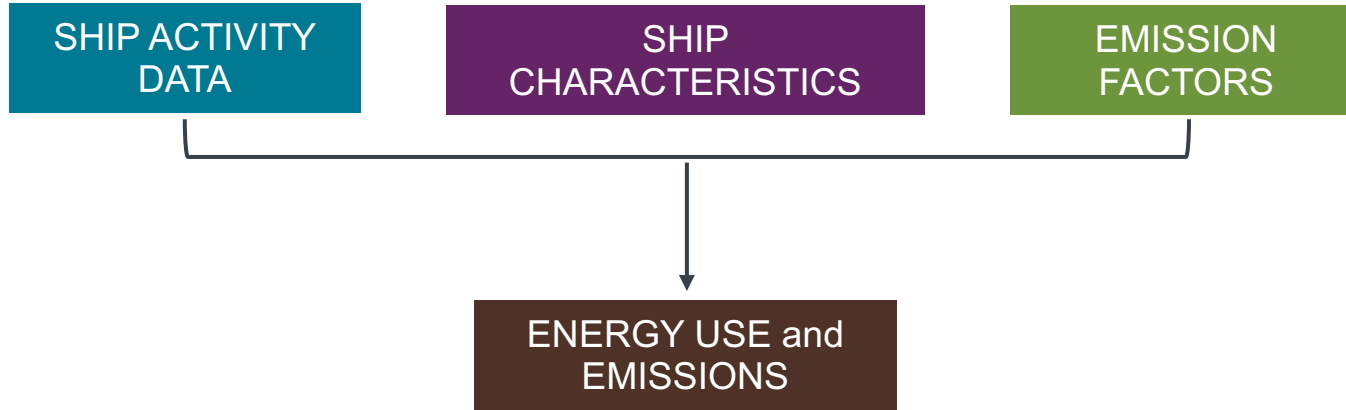 SHIP ACTIVITY
DATA
SHIP
CHARACTERISTICS
EMISSION
FACTORS
ENERGY USE and
EMISSIONS